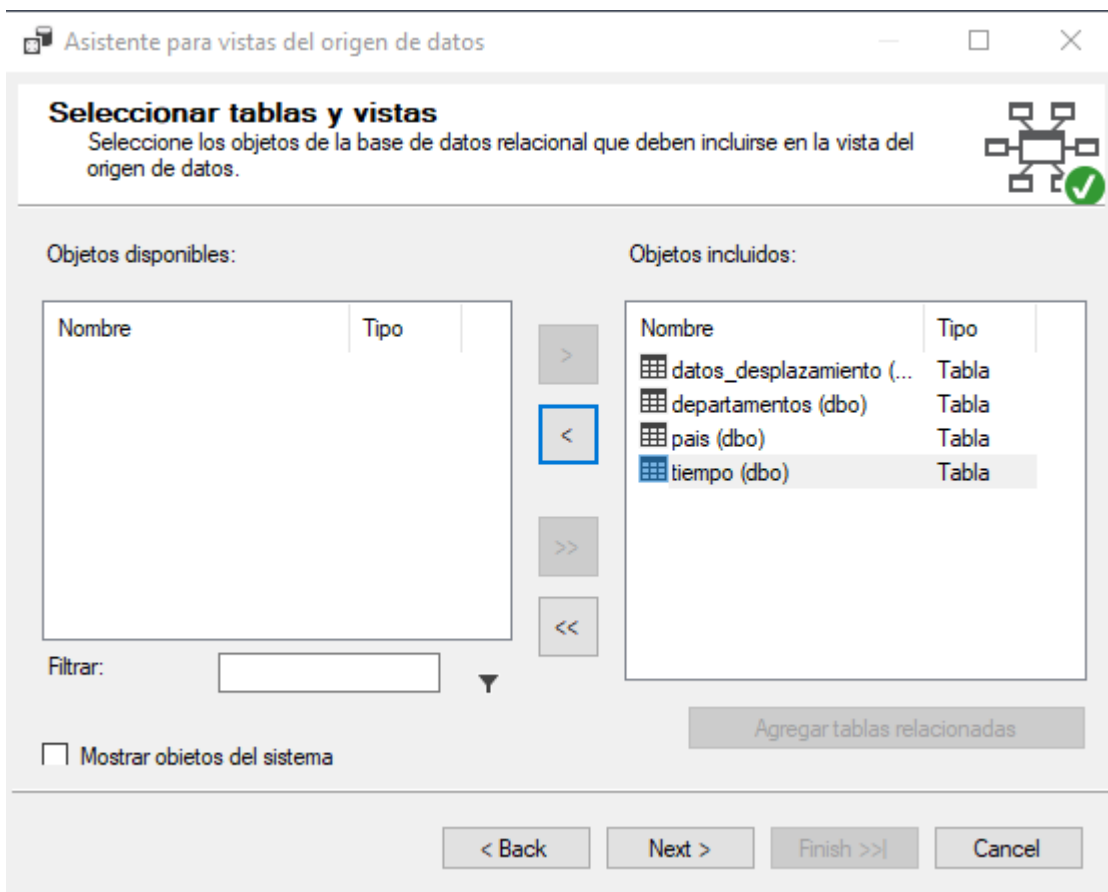 Asistente para vistas del origen de datos
Seleccionar tablas y vistas
Seleccione los objetos de la base de datos relacional que deben incluirse en la vista del
origen de datos.
Objetos disponibles:
Nombre Tipo
>
<
>>
<<
Filtrar:
Mostrar objetos del sistema
Objetos incluidos:
Nombre Tipo
datos_desplazamiento (... Tabla
departamentos (dbo) Tabla
pais (dbo) Tabla
tiempo (dbo) Tabla
Agregar tablas relacionadas
< Back Next > Finish >>| Cancel